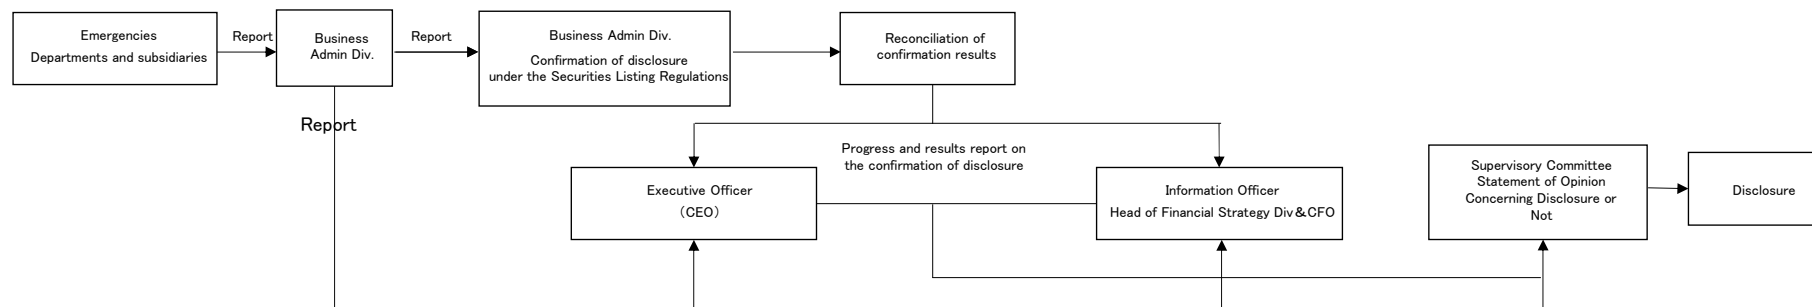 Emergencies
Departments and subsidiaries
Report
Business
Admin Div.
Report
Business Admin Div.
Confirmation of disclosure
under the Securities Listing Regulations
Reconciliation of
confirmation results
Report
Progress and results report on
the confirmation of disclosure
Executive Officer
（CEO）
Information Officer
Head of Financial Strategy Div＆CFO
Supervisory Committee
Statement of Opinion
Concerning Disclosure or
Not
Disclosure